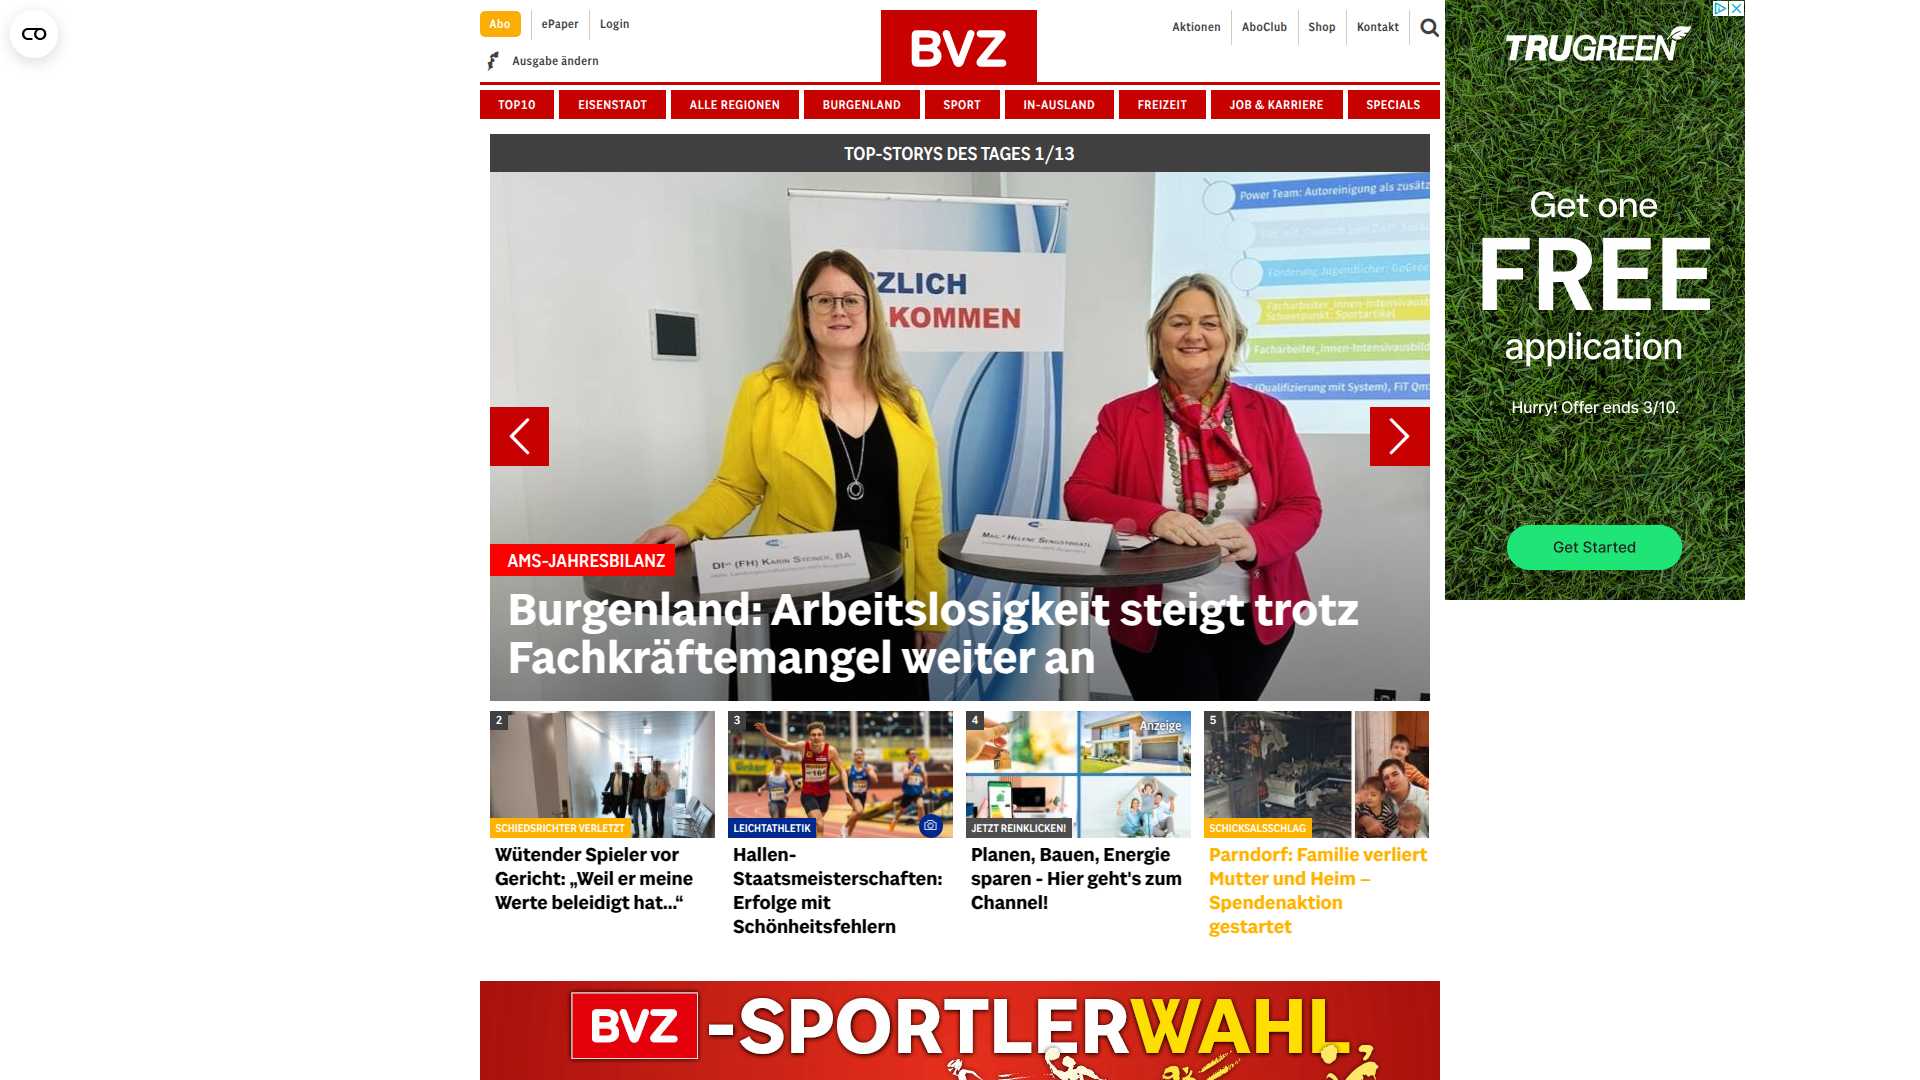 Abo
ePaper
Login
Ausgabe ändern
BVZ
Aktionen
AboClub
Shop
Kontakt
TOP10
EISENSTADT
ALLE REGIONEN
BURGENLAND
SPORT
IN-AUSLAND
FREIZEIT
JOB & KARRIERE
SPECIALS
TOP-STORYS DES TAGES 1/13
Power Team: Autoreinigung als zusätz
ZLICH
KOMMEN
Förderung Jugendlicher: GoGree
Facharbeiter_innen-Intensivausb
Schwerpunkt: Sportartikel
Facharbeiter_innen-Intensivausbild
(Qualifizierung mit System), FiT Qm
DIin (FH) Karin Steiner, BA
Mag.a Helene Sengstbratl
AMS-JAHRESBILANZ
Burgenland: Arbeitslosigkeit steigt trotz
Fachkräftemangel weiter an
2
SCHIEDSRICHTER VERLETZT
Wütender Spieler vor
Gericht: „Weil er meine
Werte beleidigt hat...“
3
164
LEICHTATHLETIK
Hallen-
Staatsmeisterschaften:
Erfolge mit
Schönheitsfehlern
4
Anzeige
JETZT REINKLICKEN!
Planen, Bauen, Energie
sparen - Hier geht's zum
Channel!
5
SCHICKSALSSCHLAG
Parndorf: Familie verliert
Mutter und Heim –
Spendenaktion
gestartet
BVZ-SPORTLERWAHL
TRUGREEN
Get one
FREE
application
Hurry! Offer ends 3/10.
Get Started